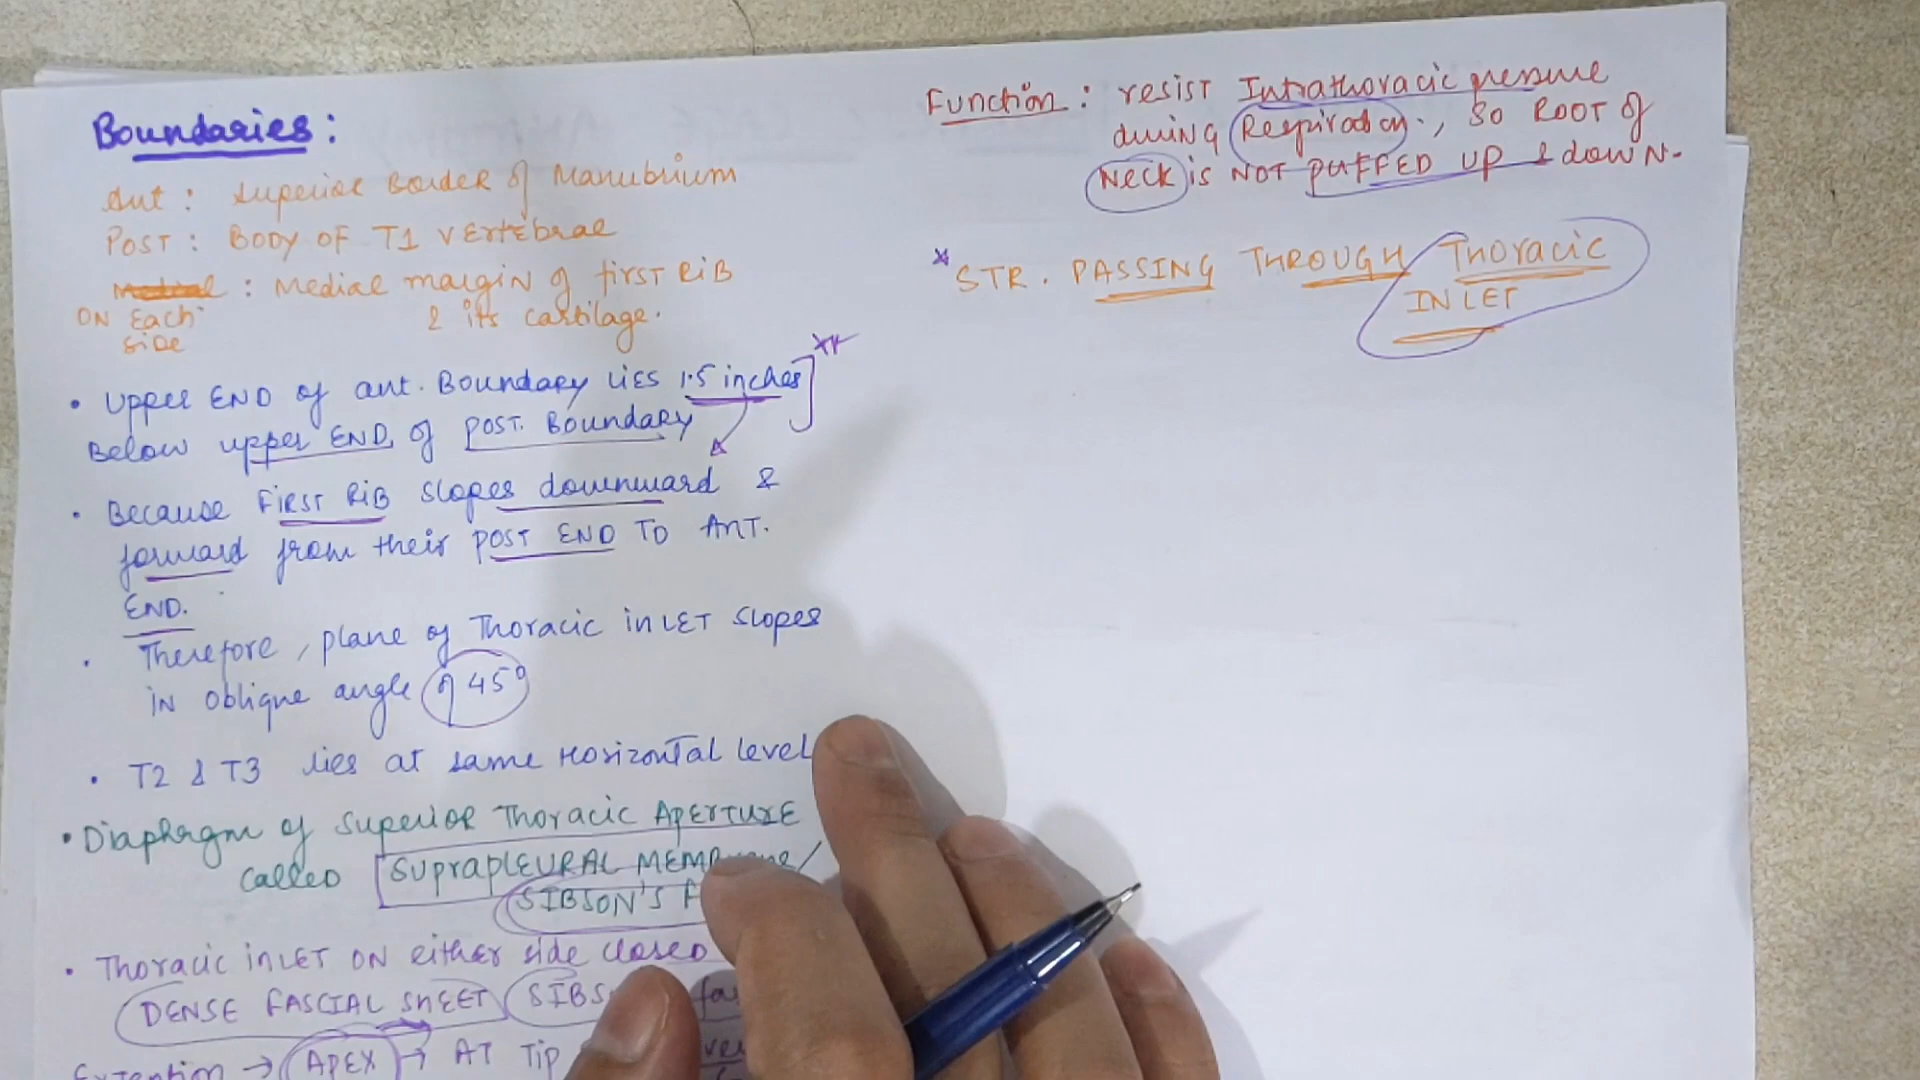 Boundaries:
Ant: Superior Border of Manubrium
POST: BODY OF T1 VERTEBRAE
: Medial margin of first RIB
ON Each side
& its cartilage.
• Upper END of ant. Boundary LIES 1.5 inches
Below upper END of POST. Boundary
• Because FIRST RIB slopes downward &
forward from their POST END TO ANT.
END.
• Therefore, plane of Thoracic inLET slopes
IN oblique angle of 45°
• T2 & T3 lies at same Horizontal level
• Diaphragm of Superior Thoracic APERTURE
called SUPRAPLEURAL MEMBRANE/
SIBSON'S
• Thoracic inLET ON either side closed
DENSE FASCIAL SHEET
→ APEX → AT Tip
Function: resist Intrathoracic pressure
during Respiration, So ROOT of
Neck is NOT PUFFED UP & DOWN.
* STR. PASSING THROUGH Thoracic
INLET